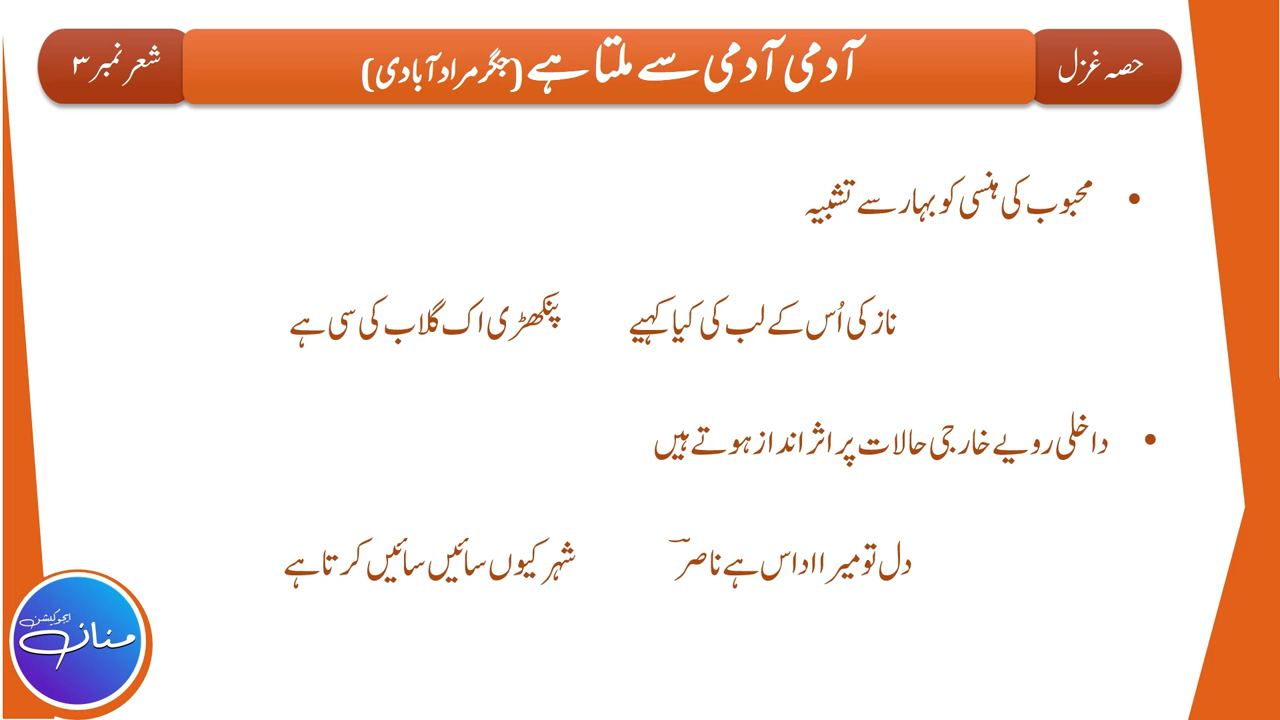 حصہ غزل
آدمی آدمی سے ملتا ہے (جگر مراد آبادی)
شعر نمبر ۳
• محبوب کی ہنسی کو بہار سے تشبیہ
نازکی اُس کے لب کی کیا کہیے پنکھڑی اک گلاب کی سی ہے
• داخلی رویے خارجی حالات پر اثر انداز ہوتے ہیں
دل تو میرا اداس ہے ناصرؔ شہر کیوں سائیں سائیں کرتا ہے
ایجوکیشن
منان